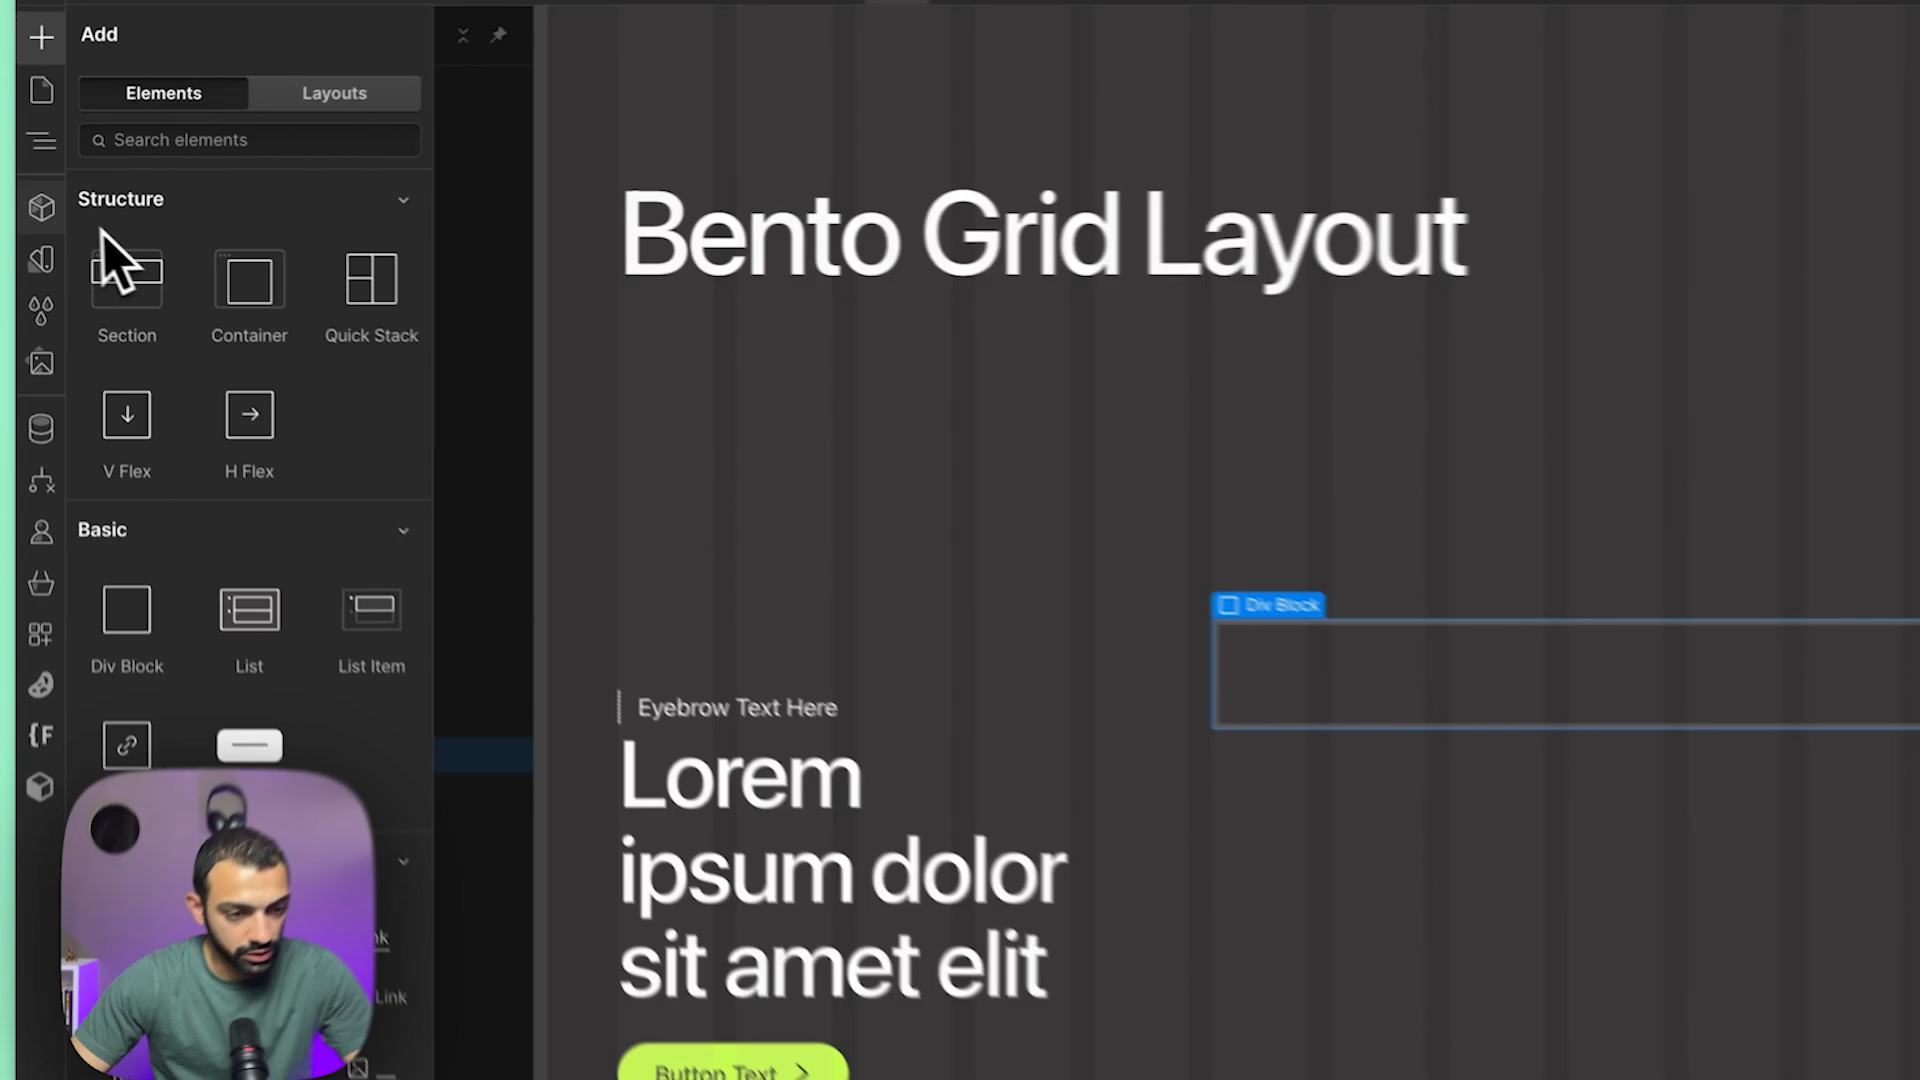 Add
Elements
Layouts
Search elements
Structure
Section
Container
Quick Stack
V Flex
H Flex
Basic
Div Block
List
List Item
Link
{F
Bento Grid Layout
Div Block
Eyebrow Text Here
Lorem
ipsum dolor
sit amet elit
Button Text